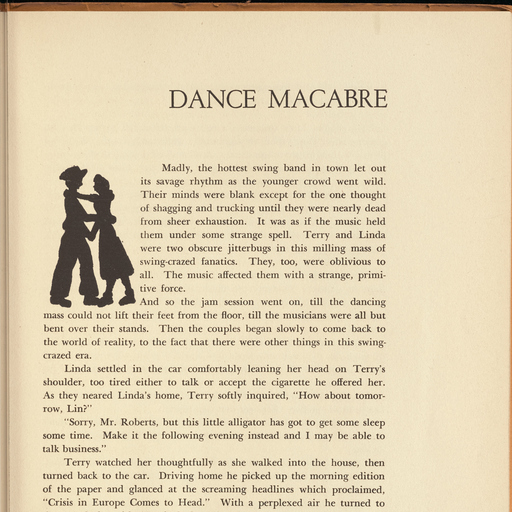 DANCE MACABRE
Madly, the hottest swing band in town let out
its savage rhythm as the younger crowd went wild.
Their minds were blank except for the one thought
of shagging and trucking until they were nearly dead
from sheer exhaustion. It was as if the music held
them under some strange spell. Terry and Linda
were two obscure jitterbugs in this milling mass of
swing-crazed fanatics. They, too, were oblivious to
all. The music affected them with a strange, primi-
tive force.
And so the jam session went on, till the dancing
mass could not lift their feet from the floor, till the musicians were all but
bent over their stands. Then the couples began slowly to come back to
the world of reality, to the fact that there were other things in this swing-
crazed era.
Linda settled in the car comfortably leaning her head on Terry's
shoulder, too tired either to talk or accept the cigarette he offered her.
As they neared Linda's home, Terry softly inquired, "How about tomor-
row, Lin?"
"Sorry, Mr. Roberts, but this little alligator has got to get some sleep
some time. Make it the following evening instead and I may be able to
talk business."
Terry watched her thoughtfully as she walked into the house, then
turned back to the car. Driving home he picked up the morning edition
of the paper and glanced at the screaming headlines which proclaimed,
"Crisis in Europe Comes to Head." With a perplexed air he turned to